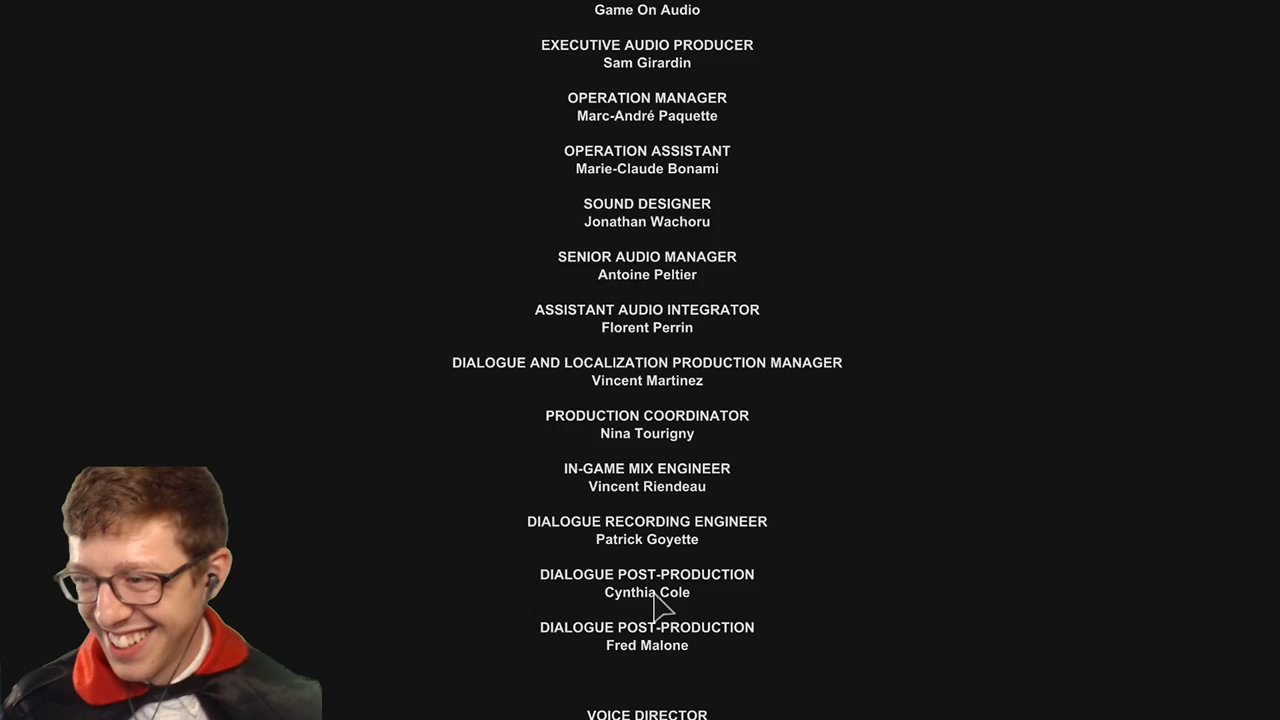 Game On Audio
EXECUTIVE AUDIO PRODUCER
Sam Girardin
OPERATION MANAGER
Marc-André Paquette
OPERATION ASSISTANT
Marie-Claude Bonami
SOUND DESIGNER
Jonathan Wachoru
SENIOR AUDIO MANAGER
Antoine Peltier
ASSISTANT AUDIO INTEGRATOR
Florent Perrin
DIALOGUE AND LOCALIZATION PRODUCTION MANAGER
Vincent Martinez
PRODUCTION COORDINATOR
Nina Tourigny
IN-GAME MIX ENGINEER
Vincent Riendeau
DIALOGUE RECORDING ENGINEER
Patrick Goyette
DIALOGUE POST-PRODUCTION
Cynthia Cole
DIALOGUE POST-PRODUCTION
Fred Malone
VOICE DIRECTOR